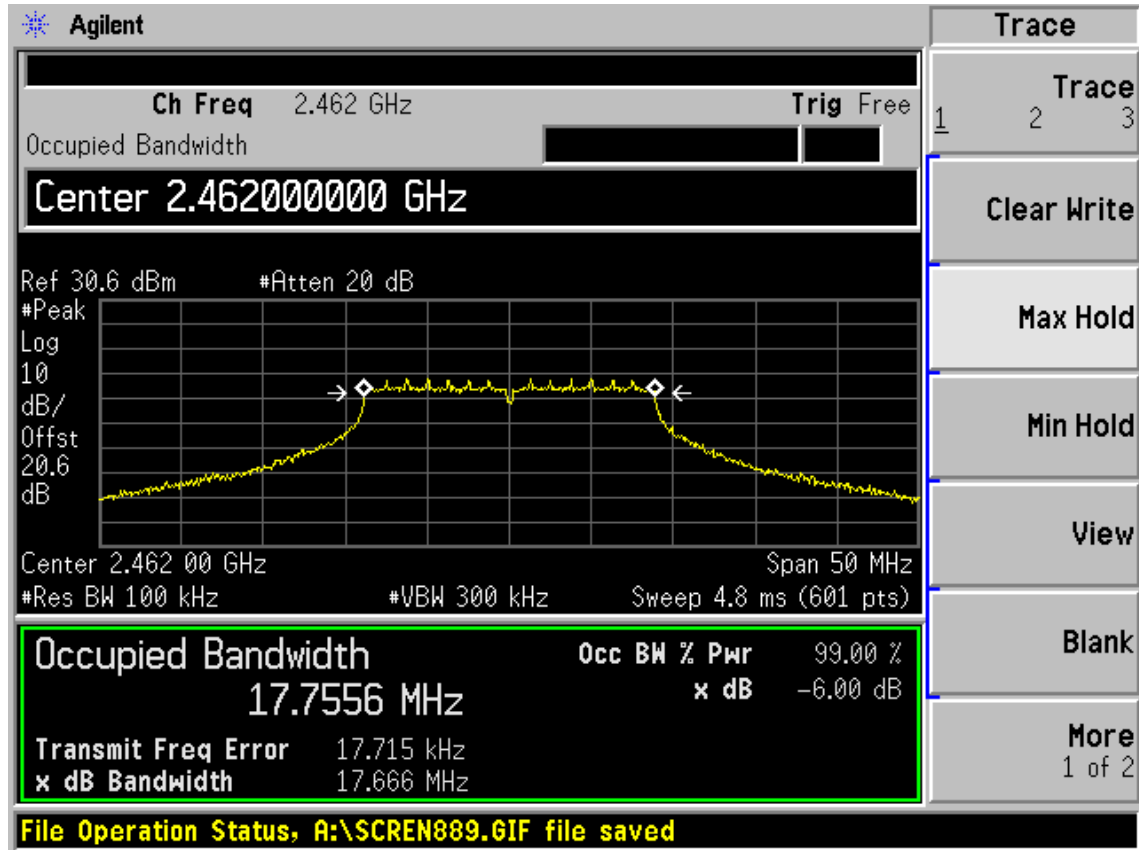 Agilent
Ch Freq 2.462 GHz Trig Free
Occupied Bandwidth
Center 2.462000000 GHz
Ref 30.6 dBm #Atten 20 dB
#Peak
Log
10
dB/
Offst
20.6
dB
Center 2.462 00 GHz Span 50 MHz
#Res BW 100 kHz #VBW 300 kHz Sweep 4.8 ms (601 pts)
Occupied Bandwidth Occ BW % Pwr 99.00 %
17.7556 MHz x dB -6.00 dB
Transmit Freq Error 17.715 kHz
x dB Bandwidth 17.666 MHz
File Operation Status, A:\SCREN889.GIF file saved
Trace
Trace
1 2 3
Clear Write
Max Hold
Min Hold
View
Blank
More
1 of 2